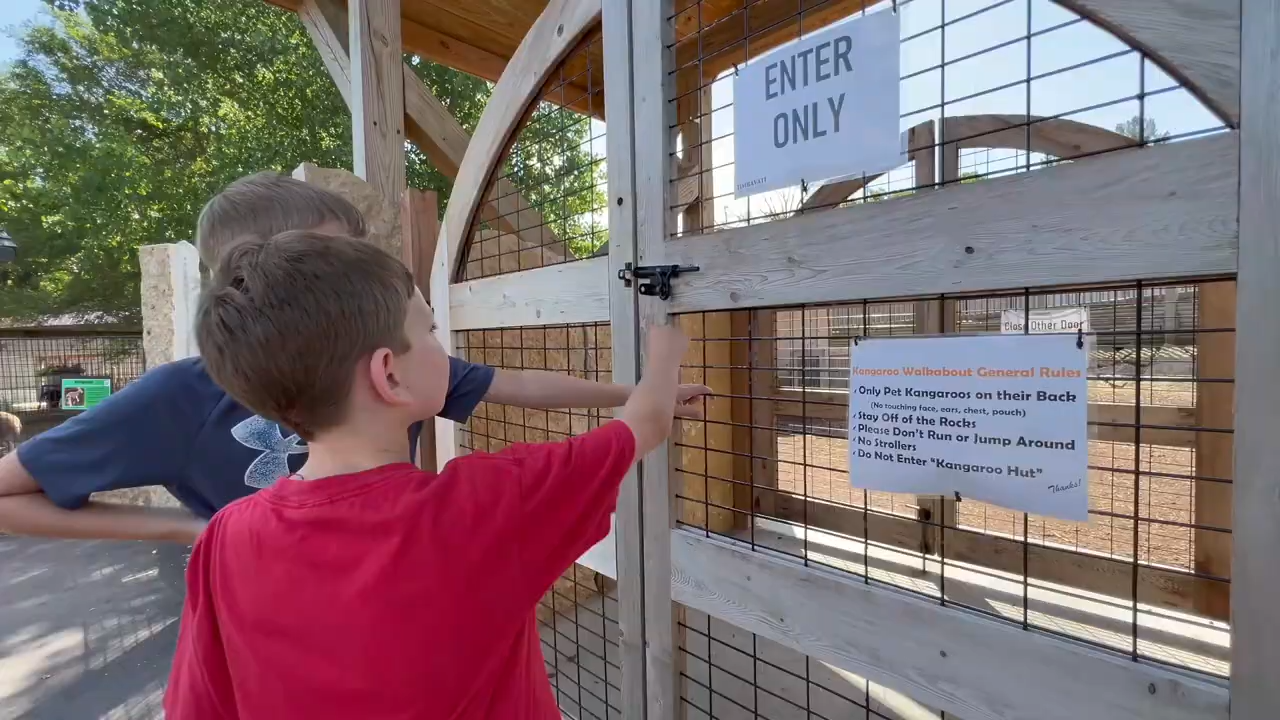 ENTER
ONLY
Close Other Door
Kangaroo Walkabout General Rules
Only Pet Kangaroos on their Back
(No touching face, ears, chest, pouch)
Stay Off of the Rocks
Please Don't Run or Jump Around
No Strollers
Do Not Enter "Kangaroo Hut"
Thanks!